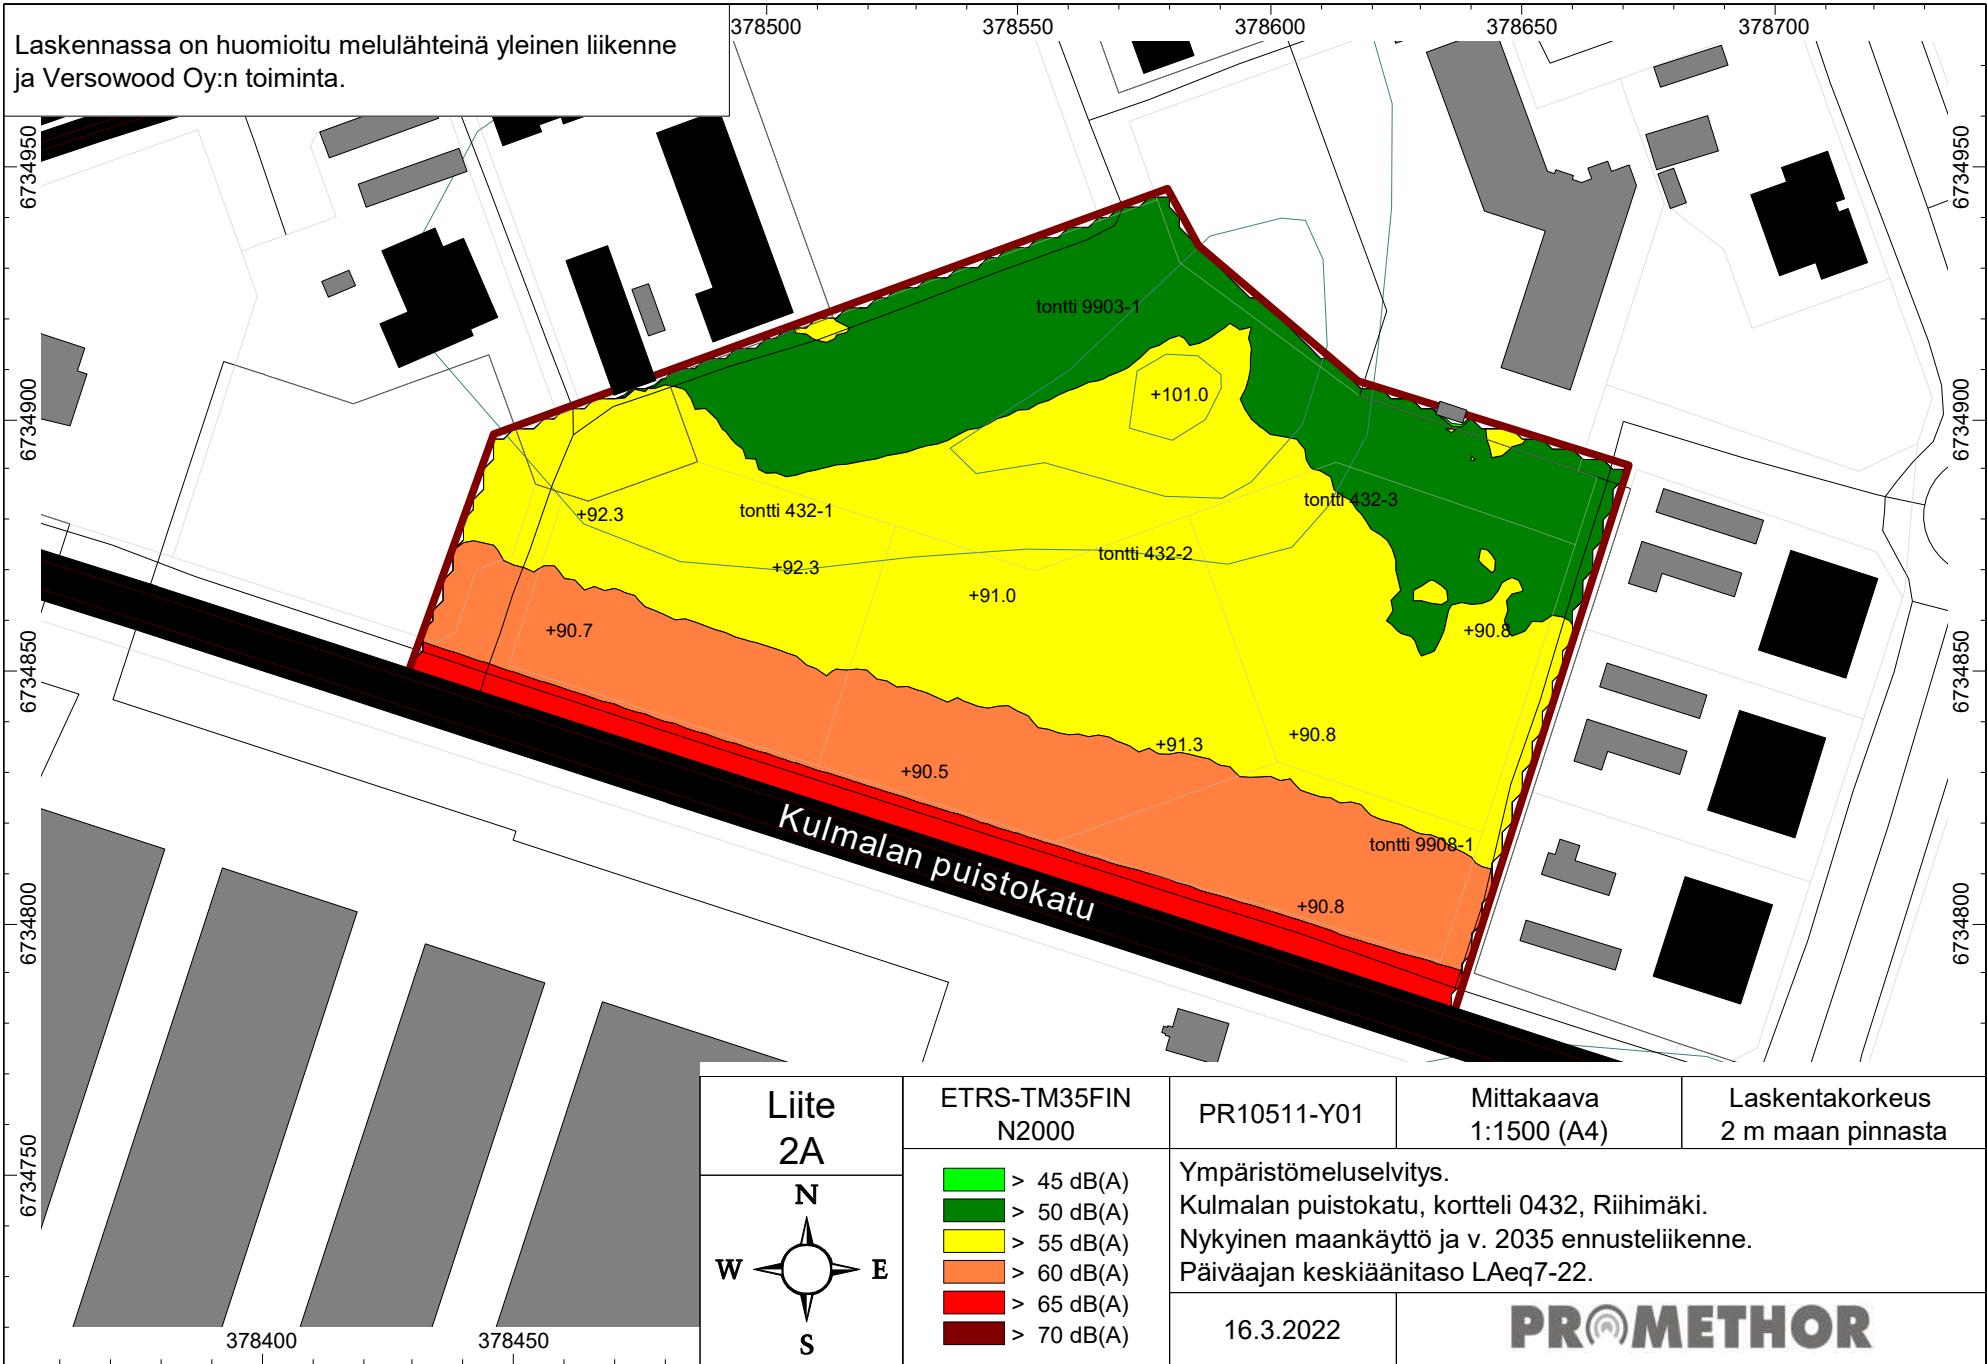 378500
378550
378600
378650
378700
Laskennassa on huomioitu melulähteinä yleinen liikenne
ja Versowood Oy:n toiminta.
6734950
6734950
tontti 9903-1
+101.0
6734900
6734900
tontti 432-3
tontti 432-1
+92.3
tontti 432-2
+92.3
+91.0
+90.7
+90.8
6734850
6734850
+90.8
+91.3
+90.5
Kulmalan puistokatu
tontti 9908-1
+90.8
6734800
6734800
6734750
378400
378450
Liite
2A
ETRS-TM35FIN
N2000
PR10511-Y01
Mittakaava
1:1500 (A4)
Laskentakorkeus
2 m maan pinnasta
N
W
E
S
> 45 dB(A)
> 50 dB(A)
> 55 dB(A)
> 60 dB(A)
> 65 dB(A)
> 70 dB(A)
Ympäristömeluselvitys.
Kulmalan puistokatu, kortteli 0432, Riihimäki.
Nykyinen maankäyttö ja v. 2035 ennusteliikenne.
Päiväajan keskiäänitaso LAeq7-22.
16.3.2022
PROMETHOR